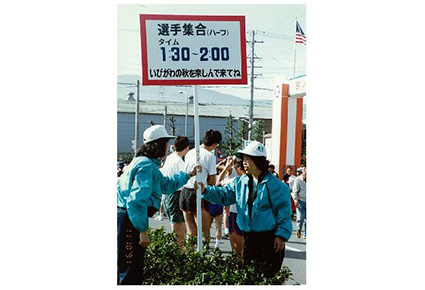 選手集合(ハーフ)
タイム
1:30~2:00
いびがわの秋を楽しんで来てね